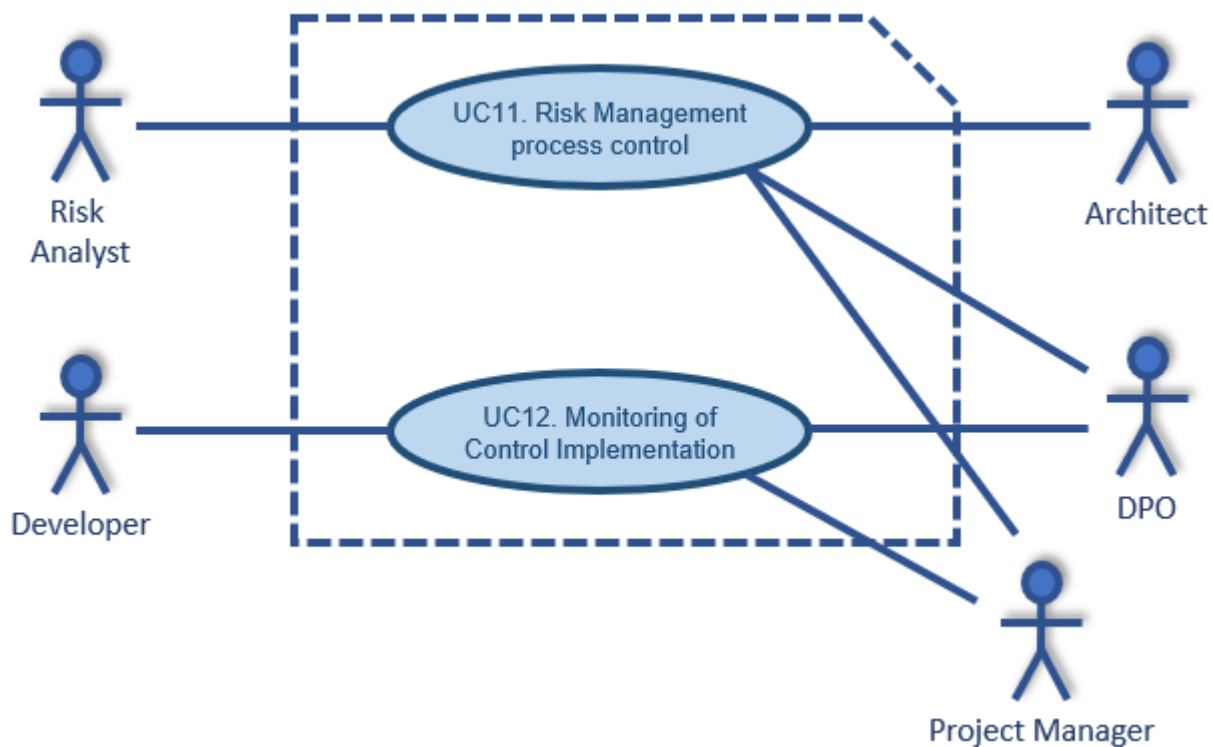 UC11. Risk Management
process control
Risk
Analyst
Architect
UC12. Monitoring of
Control Implementation
Developer
DPO
Project Manager